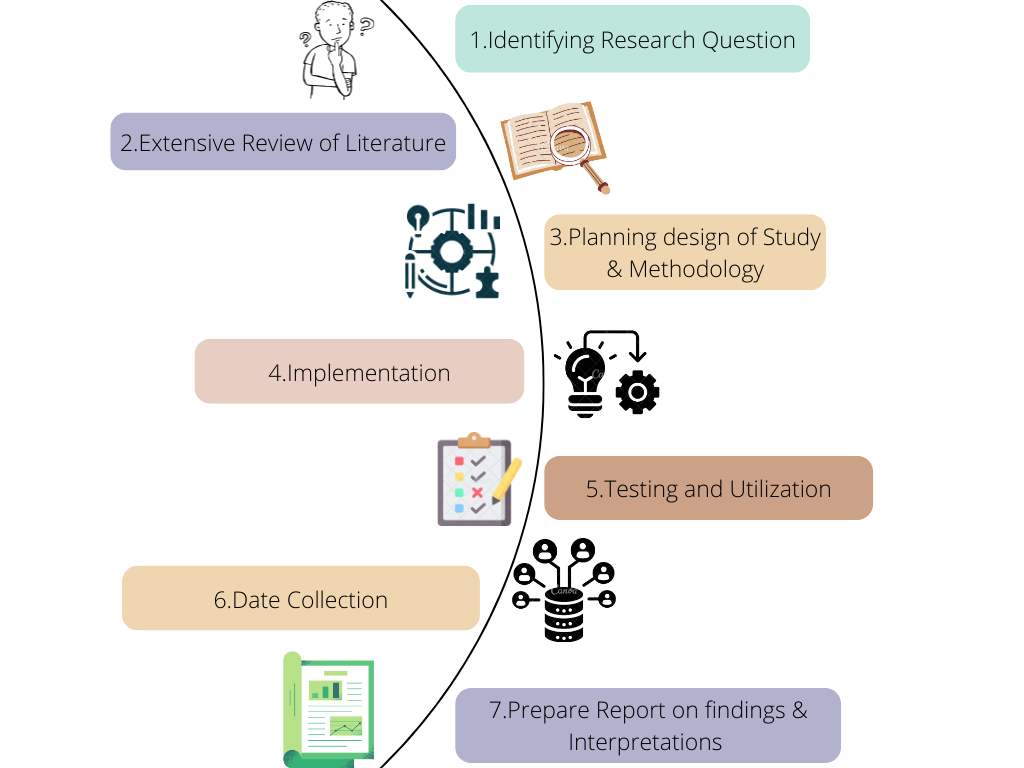 1.Identifying Research Question
2.Extensive Review of Literature
3.Planning design of Study
& Methodology
4.Implementation
5.Testing and Utilization
6.Date Collection
Canva
7.Prepare Report on findings &
Interpretations